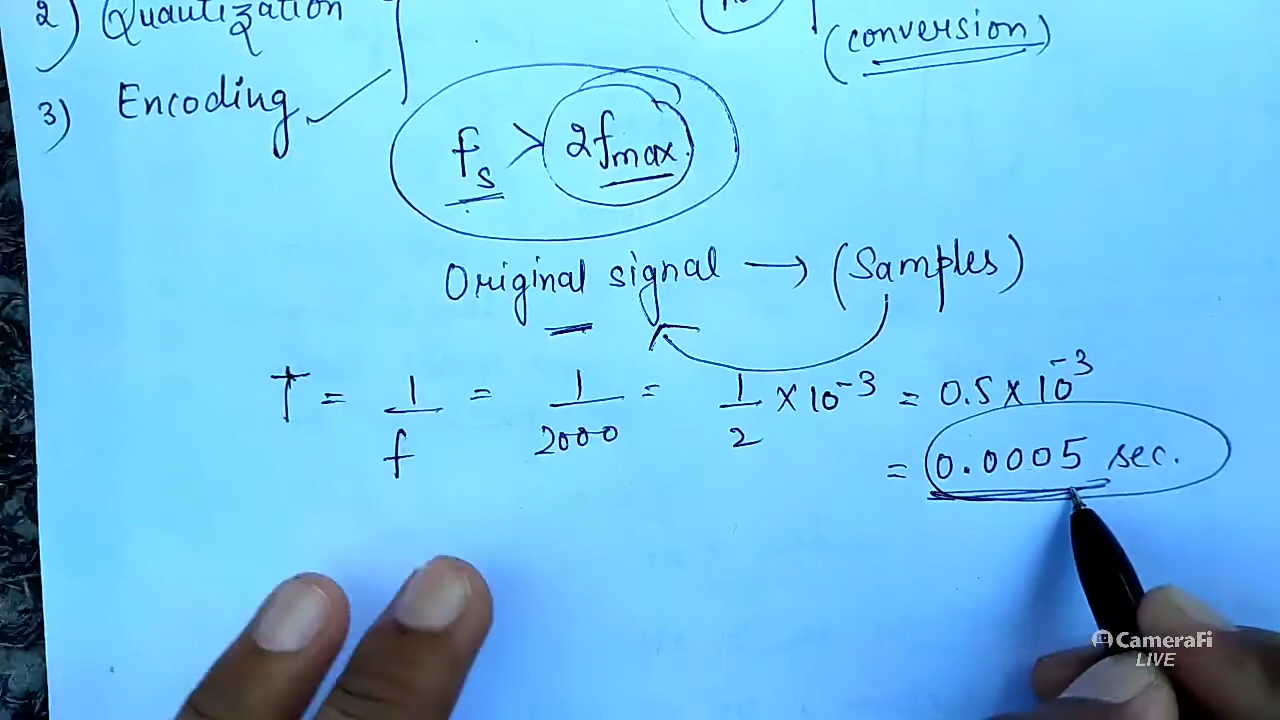 2) Quantization
(conversion)
3) Encoding
fs > 2fmax.
Original signal → (Samples)
T = 1/f = 1/2000 = 1/2 × 10⁻³ = 0.5 × 10⁻³
= 0.0005 sec.
CameraFi
LIVE